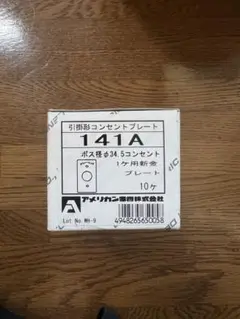 引掛形コンセントプレート
141A
ボス径φ34.5コンセント
1ケ用新金
プレート
10ケ
アメリカン電機株式会社
Lot No. MH-9
4948265650058